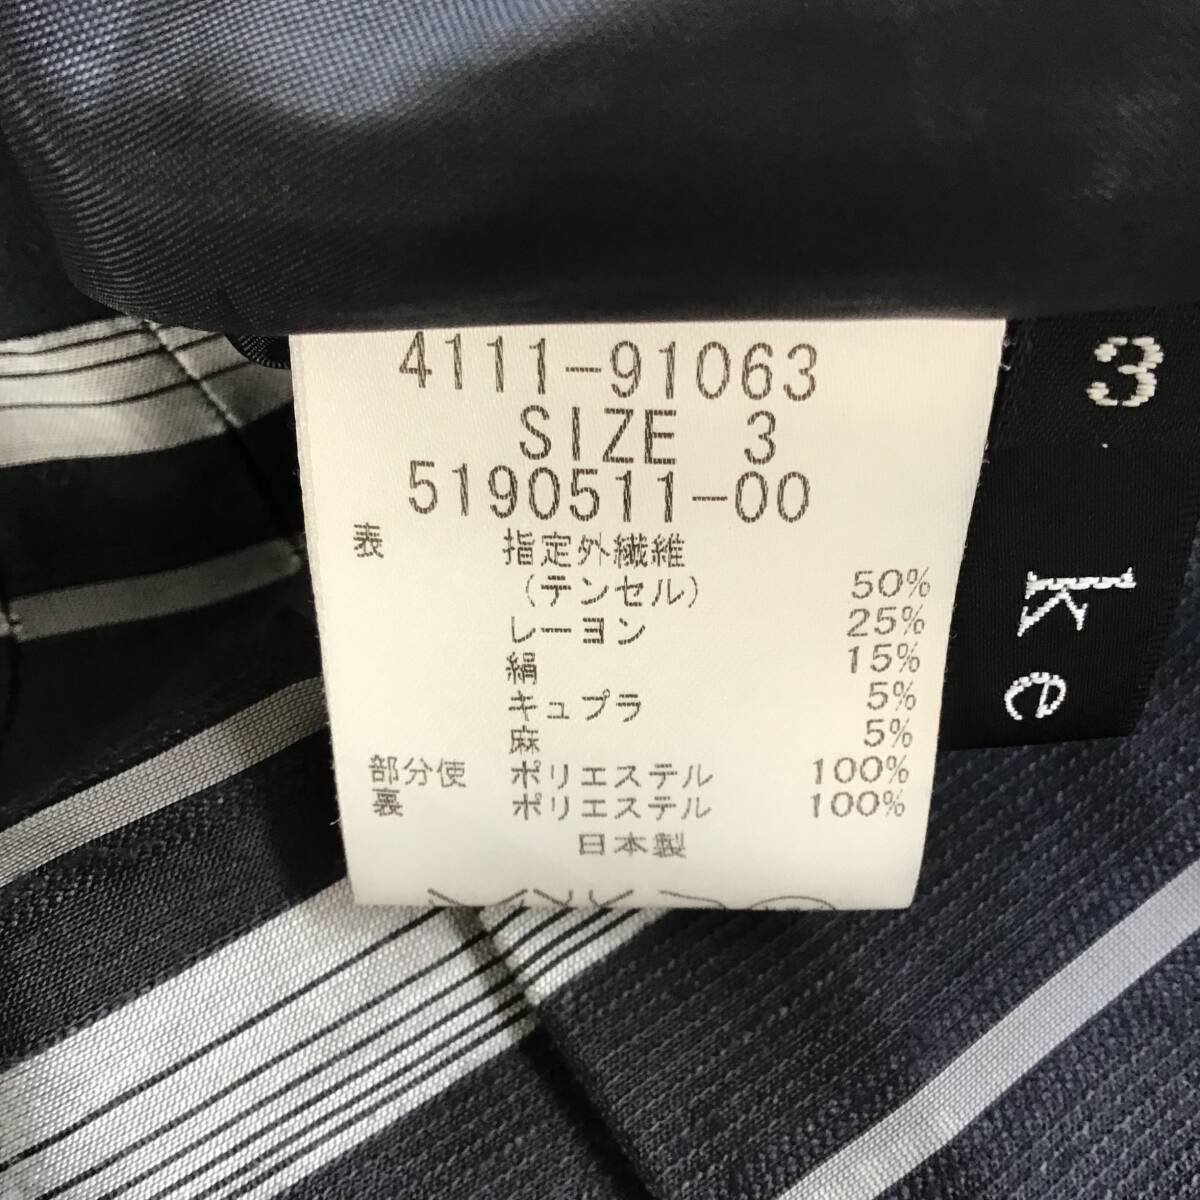 4111-91063
SIZE 3
5190511-00
表 指定外繊維
(テンセル) 50%
レーヨン 25%
絹 15%
キュプラ 5%
麻 5%
部分使 ポリエステル 100%
裏 ポリエステル 100%
日本製
3
ke